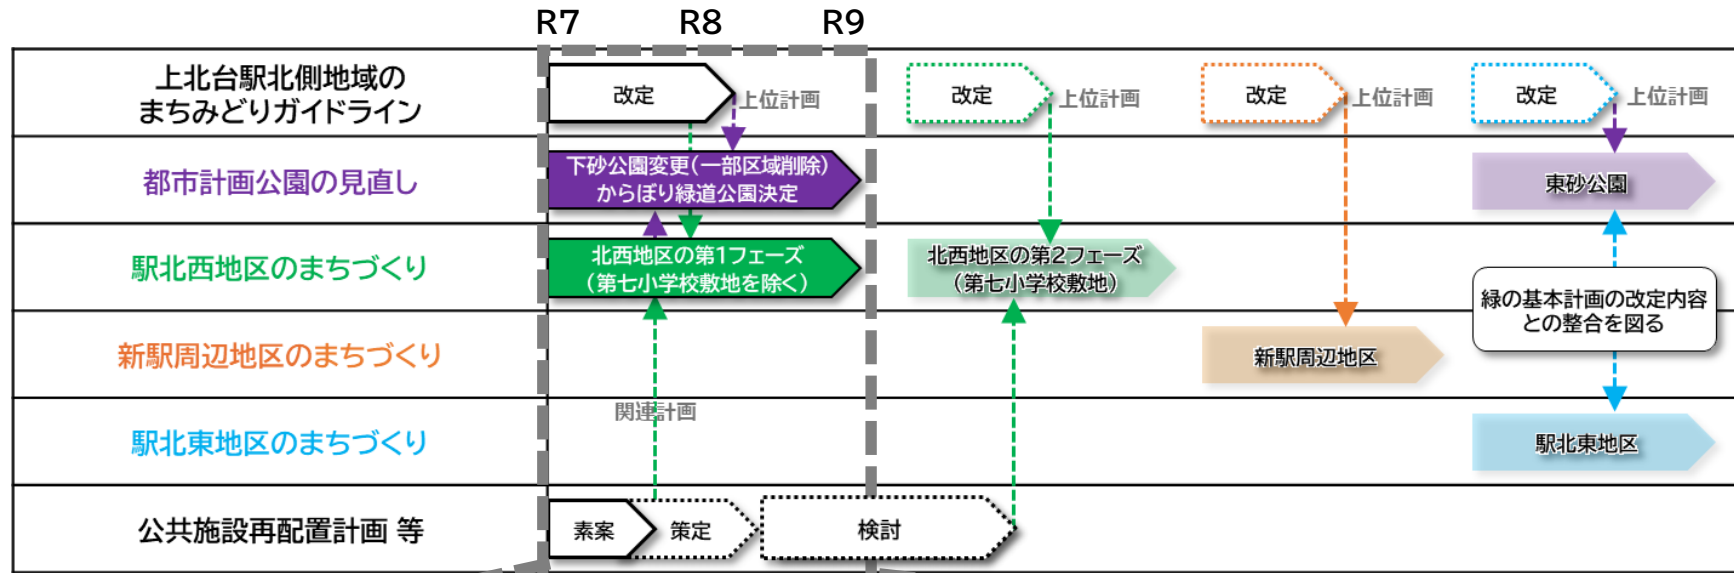 R7 R8 R9
上北台駅北側地域の
まちみどりガイドライン
改定
上位計画
改定
上位計画
改定
上位計画
改定
上位計画
都市計画公園の見直し
下砂公園変更(一部区域削除)
からぼり緑道公園決定
東砂公園
駅北西地区のまちづくり
北西地区の第1フェーズ
(第七小学校敷地を除く)
北西地区の第2フェーズ
(第七小学校敷地)
緑の基本計画の改定内容
との整合を図る
新駅周辺地区のまちづくり
新駅周辺地区
駅北東地区のまちづくり
関連計画
駅北東地区
公共施設再配置計画 等
素案
策定
検討